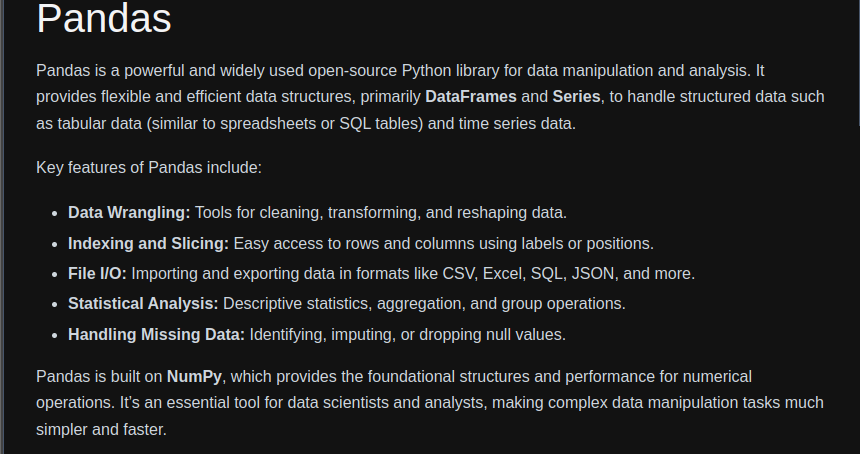 Pandas
Pandas is a powerful and widely used open-source Python library for data manipulation and analysis. It
provides flexible and efficient data structures, primarily DataFrames and Series, to handle structured data such
as tabular data (similar to spreadsheets or SQL tables) and time series data.
Key features of Pandas include:
• Data Wrangling: Tools for cleaning, transforming, and reshaping data.
• Indexing and Slicing: Easy access to rows and columns using labels or positions.
• File I/O: Importing and exporting data in formats like CSV, Excel, SQL, JSON, and more.
• Statistical Analysis: Descriptive statistics, aggregation, and group operations.
• Handling Missing Data: Identifying, imputing, or dropping null values.
Pandas is built on NumPy, which provides the foundational structures and performance for numerical
operations. It’s an essential tool for data scientists and analysts, making complex data manipulation tasks much
simpler and faster.